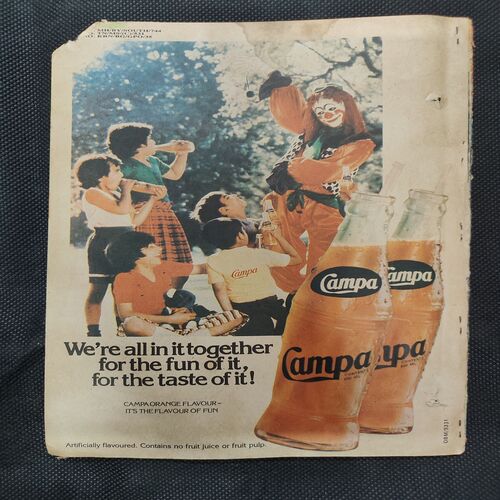 Campa
Campa
Campa
Campa
We're all in it together
for the fun of it,
for the taste of it!
CAMPA ORANGE FLAVOUR –
IT'S THE FLAVOUR OF FUN
Artificially flavoured. Contains no fruit juice or fruit pulp.